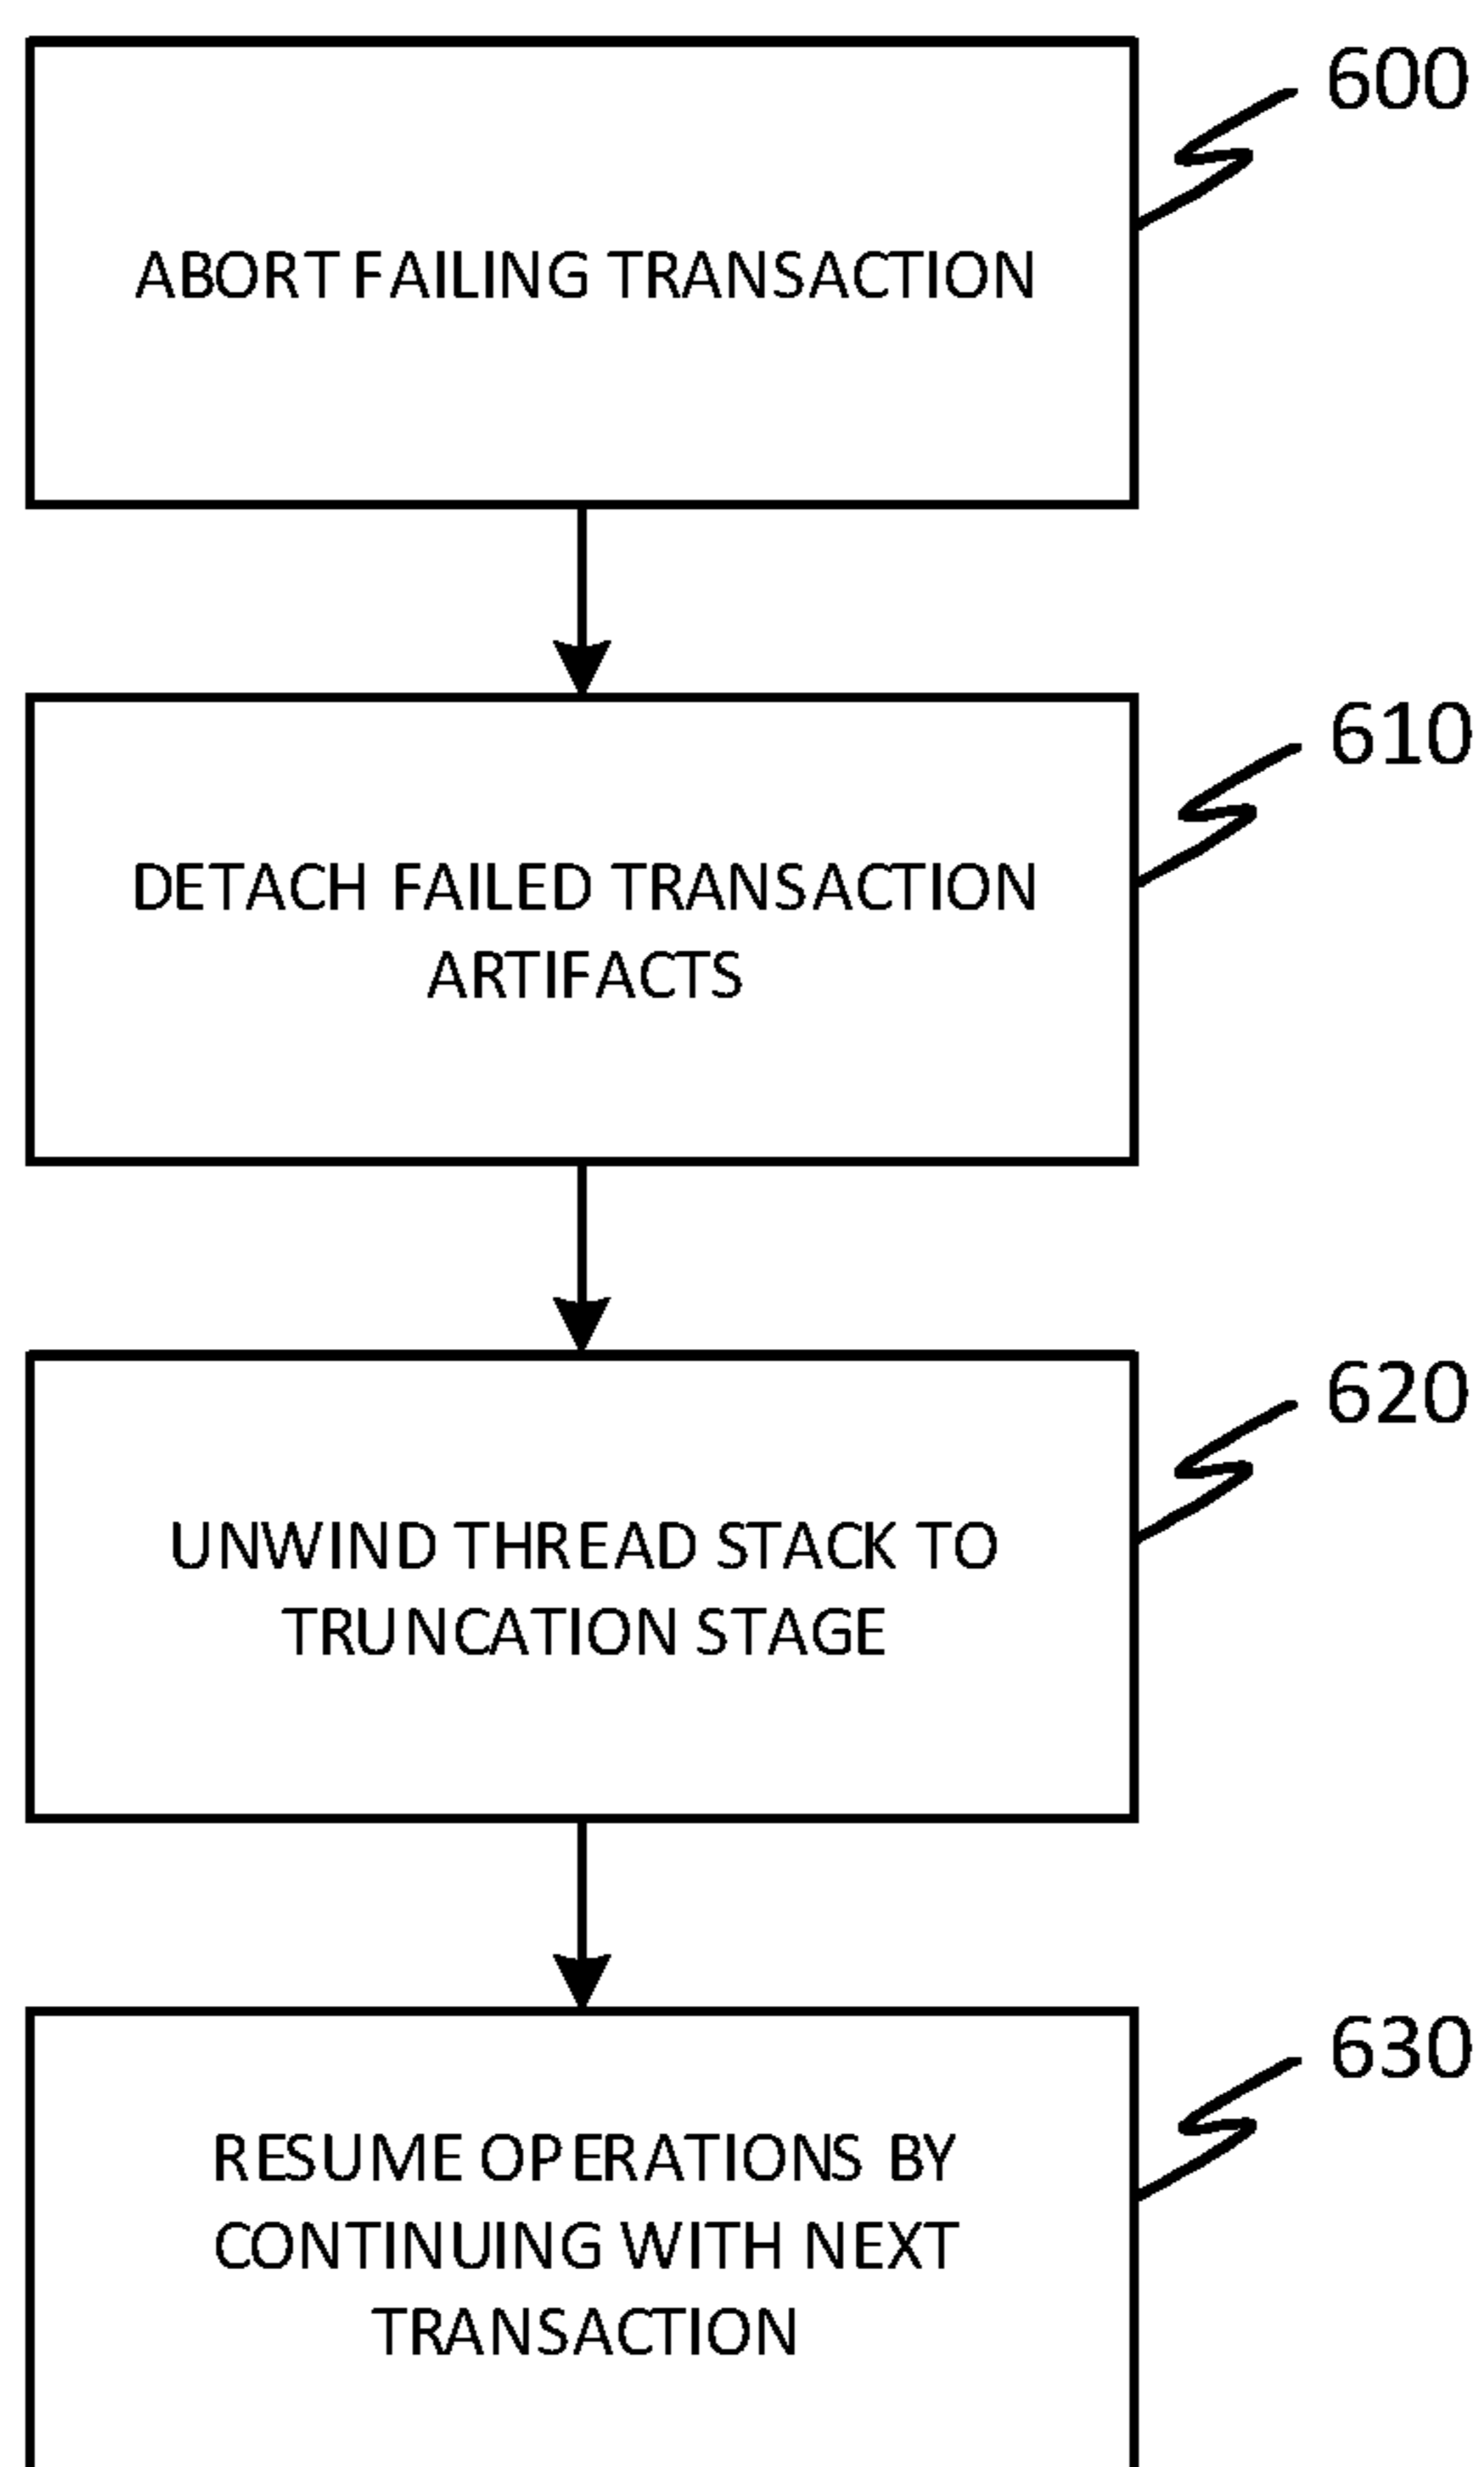 600
ABORT FAILING TRANSACTION
610
DETACH FAILED TRANSACTION
ARTIFACTS
620
UNWIND THREAD STACK TO
TRUNCATION STAGE
630
RESUME OPERATIONS BY
CONTINUING WITH NEXT
TRANSACTION